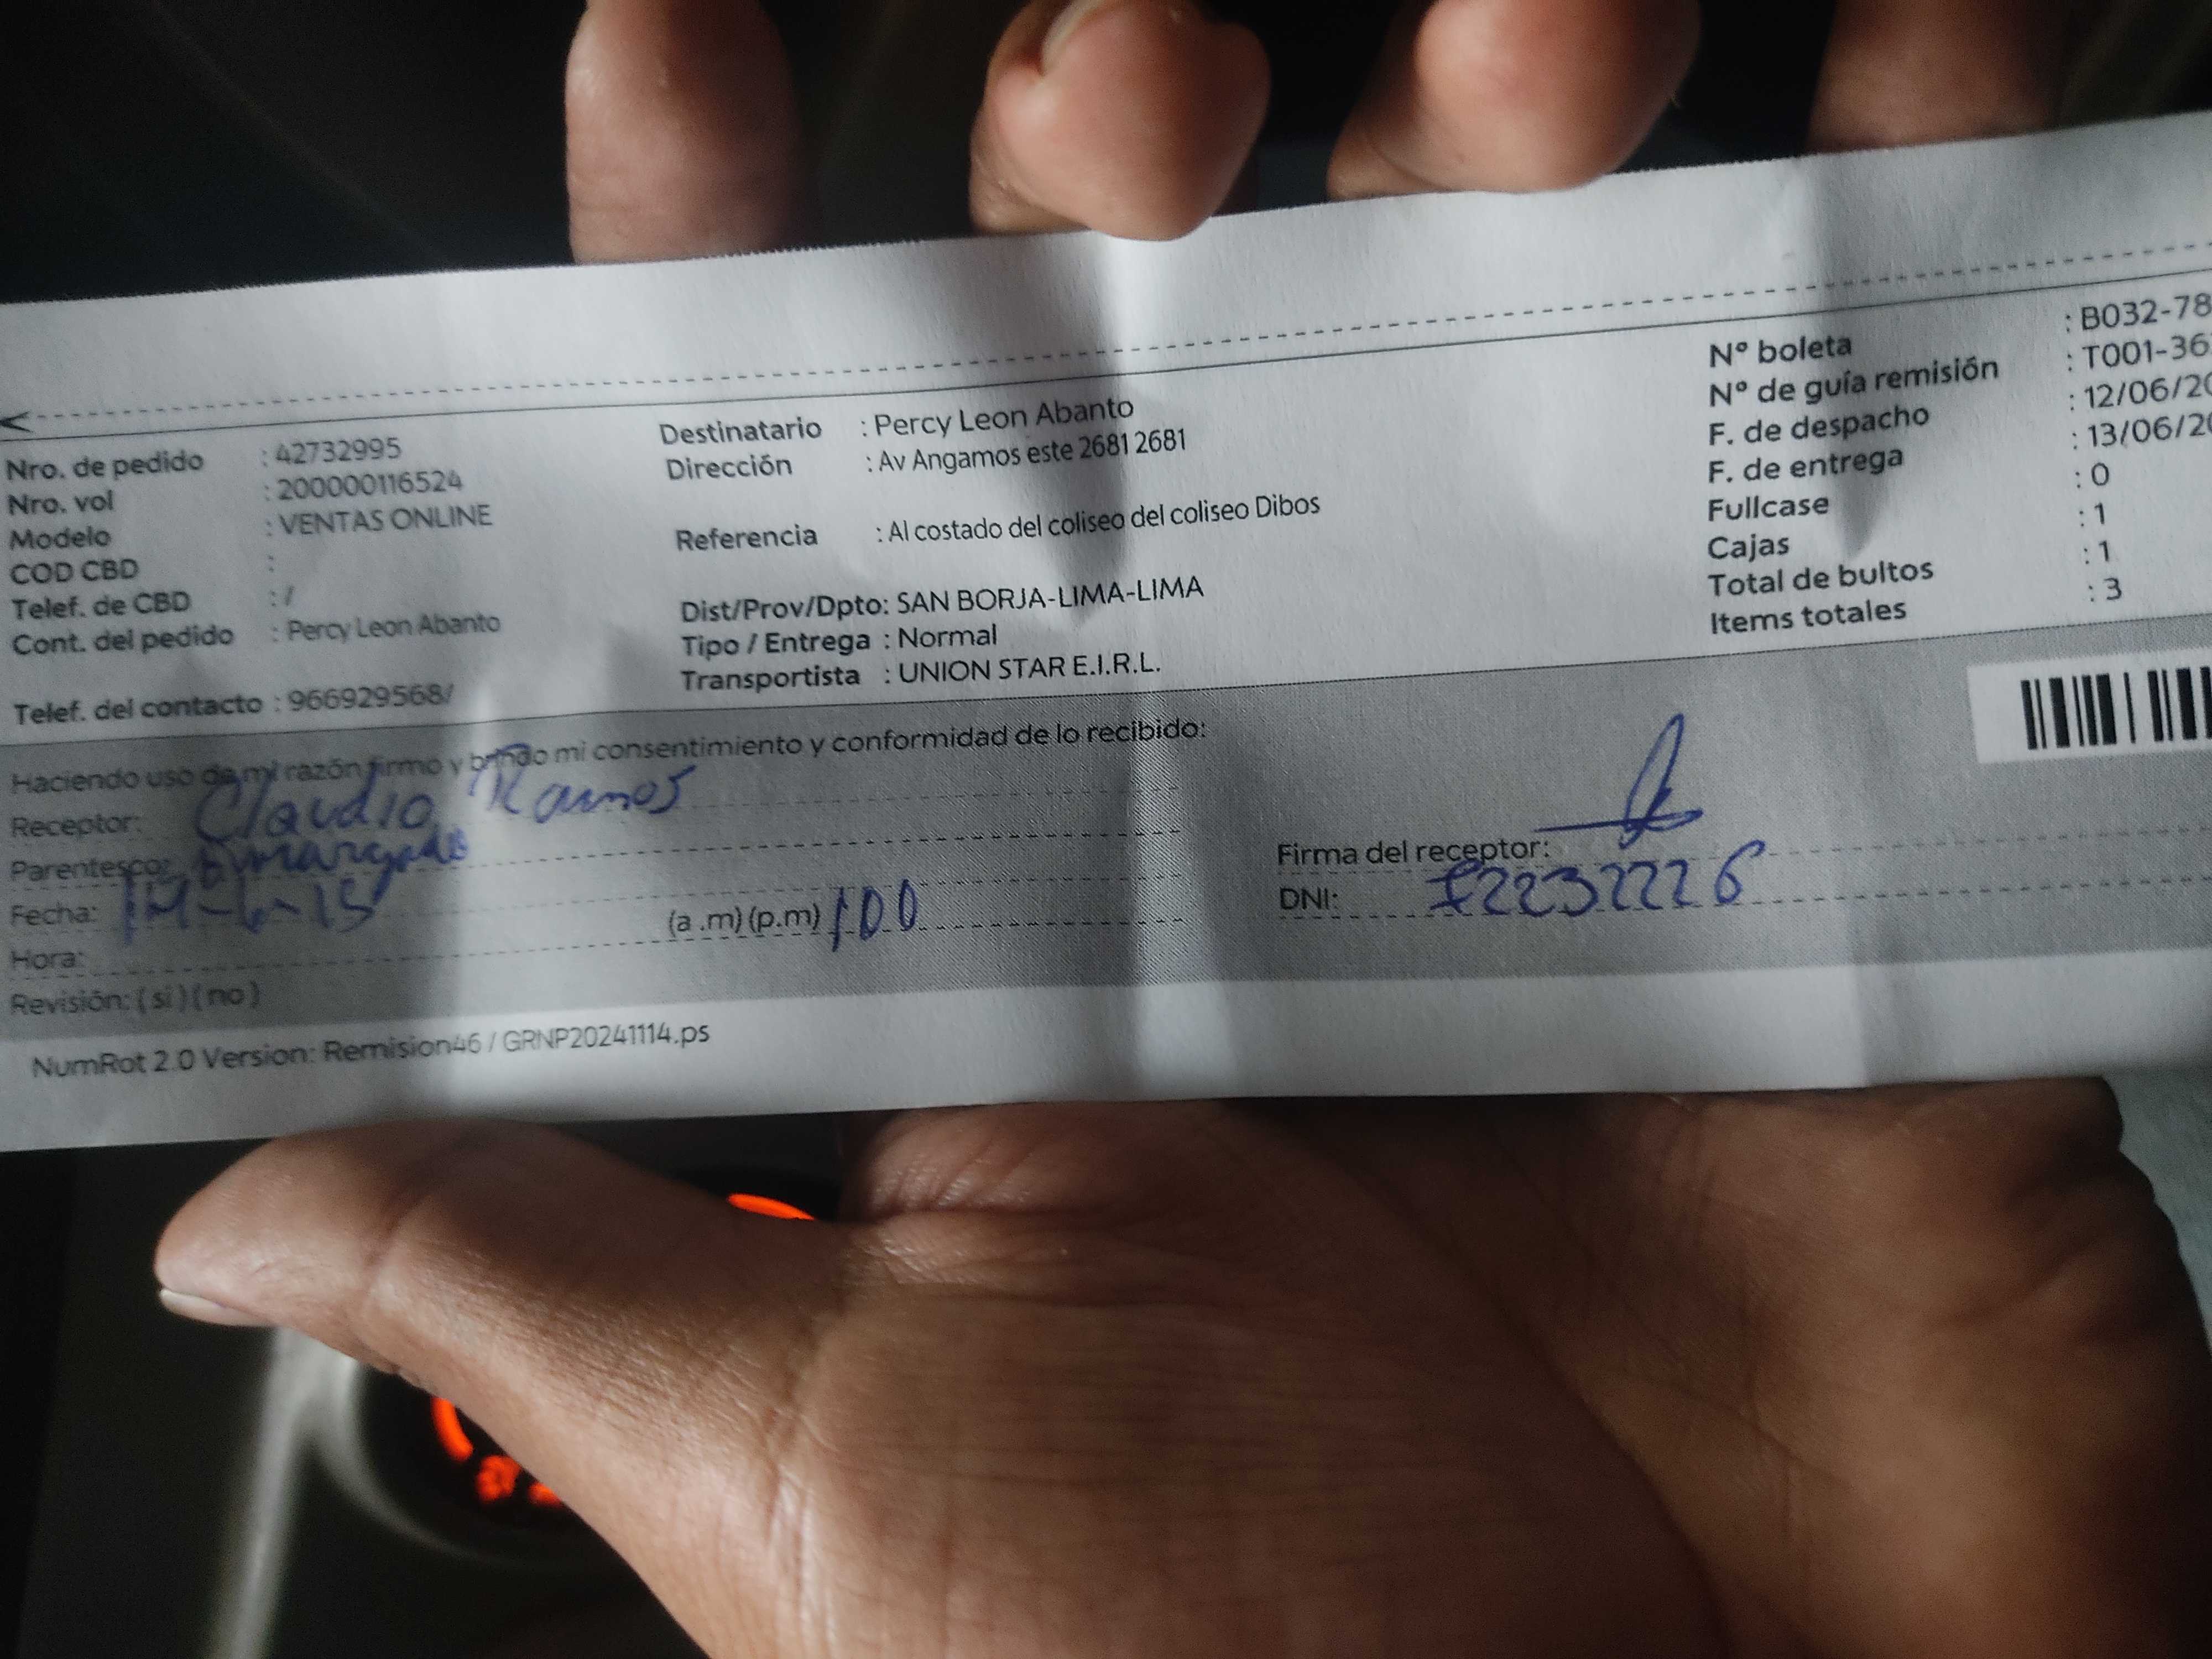 Nro. de pedido : 42732995
Nro. vol : 200000116524
Modelo : VENTAS ONLINE
COD CBD :
Telef. de CBD : /
Cont. del pedido : Percy Leon Abanto
Telef. del contacto : 966929568/
Destinatario : Percy Leon Abanto
Dirección : Av Angamos este 2681 2681
Referencia : Al costado del coliseo del coliseo Dibos
Dist/Prov/Dpto: SAN BORJA-LIMA-LIMA
Tipo / Entrega : Normal
Transportista : UNION STAR E.I.R.L.
Nº boleta : B032-78
Nº de guía remisión : T001-36
F. de despacho : 12/06/20
F. de entrega : 13/06/20
Fullcase : 0
Cajas : 1
Total de bultos : 1
Items totales : 3
Haciendo uso de mi razón firmo y brindo mi consentimiento y conformidad de lo recibido:
Receptor: Claudio Ramos
Parentesco:
Fecha:
Hora: (a .m) (p.m) 100
Revisión: ( si ) ( no )
Firma del receptor:
DNI:
NumRot 2.0 Version: Remision46 / GRNP20241114.ps